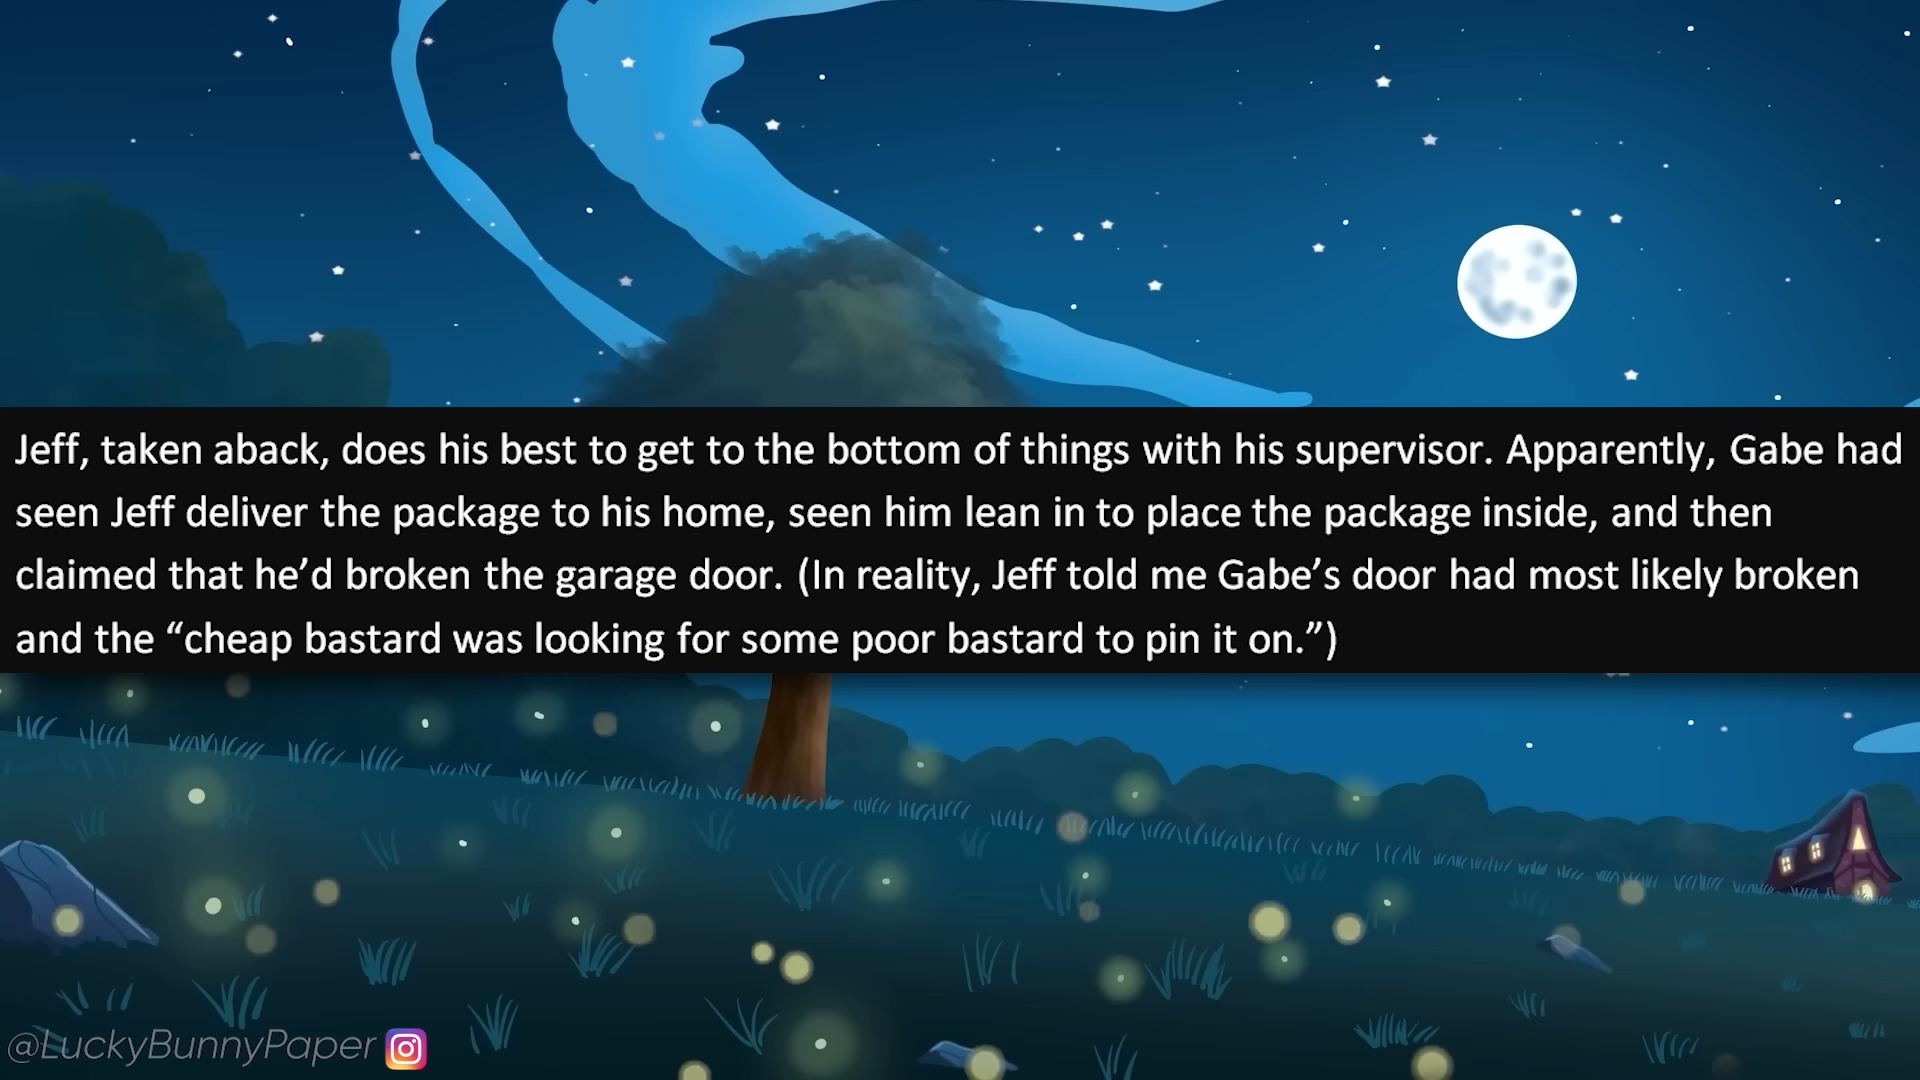 Jeff, taken aback, does his best to get to the bottom of things with his supervisor. Apparently, Gabe had
seen Jeff deliver the package to his home, seen him lean in to place the package inside, and then
claimed that he’d broken the garage door. (In reality, Jeff told me Gabe’s door had most likely broken
and the “cheap bastard was looking for some poor bastard to pin it on.”)
@LuckyBunnyPaper